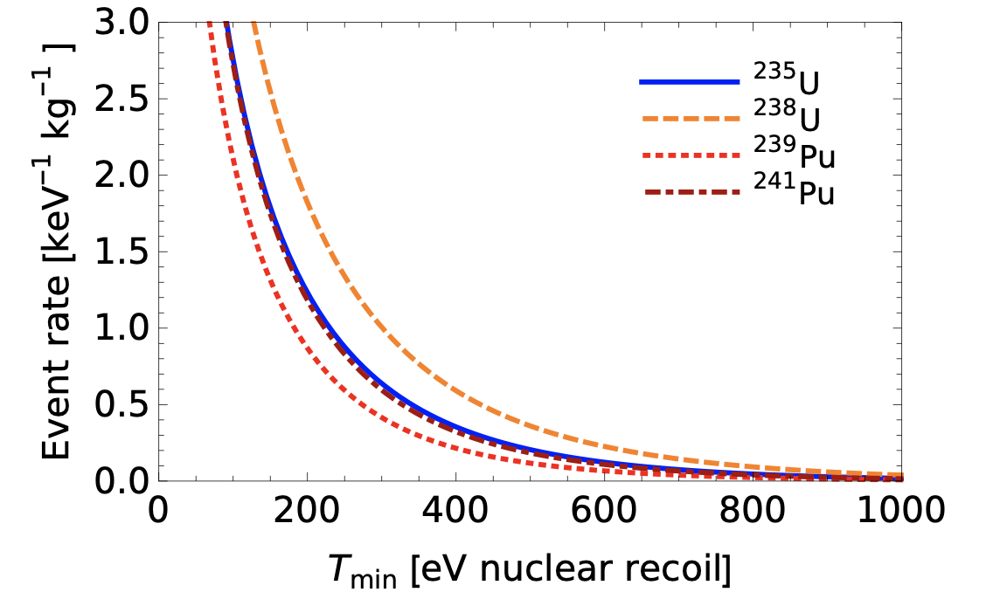 Event rate [keV⁻¹ kg⁻¹ ]
3.0
2.5
2.0
1.5
1.0
0.5
0.0
²³⁵U
²³⁸U
²³⁹Pu
²⁴¹Pu
0 200 400 600 800 1000
Tmin [eV nuclear recoil]